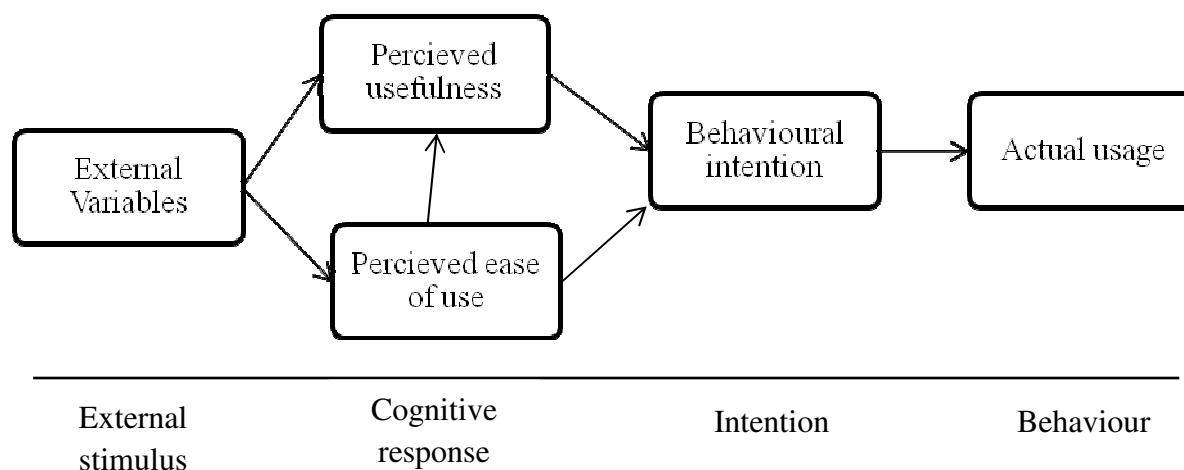 Percieved
usefulness
External
Variables
Percieved ease
of use
Behavioural
intention
Actual usage
External
stimulus
Cognitive
response
Intention
Behaviour